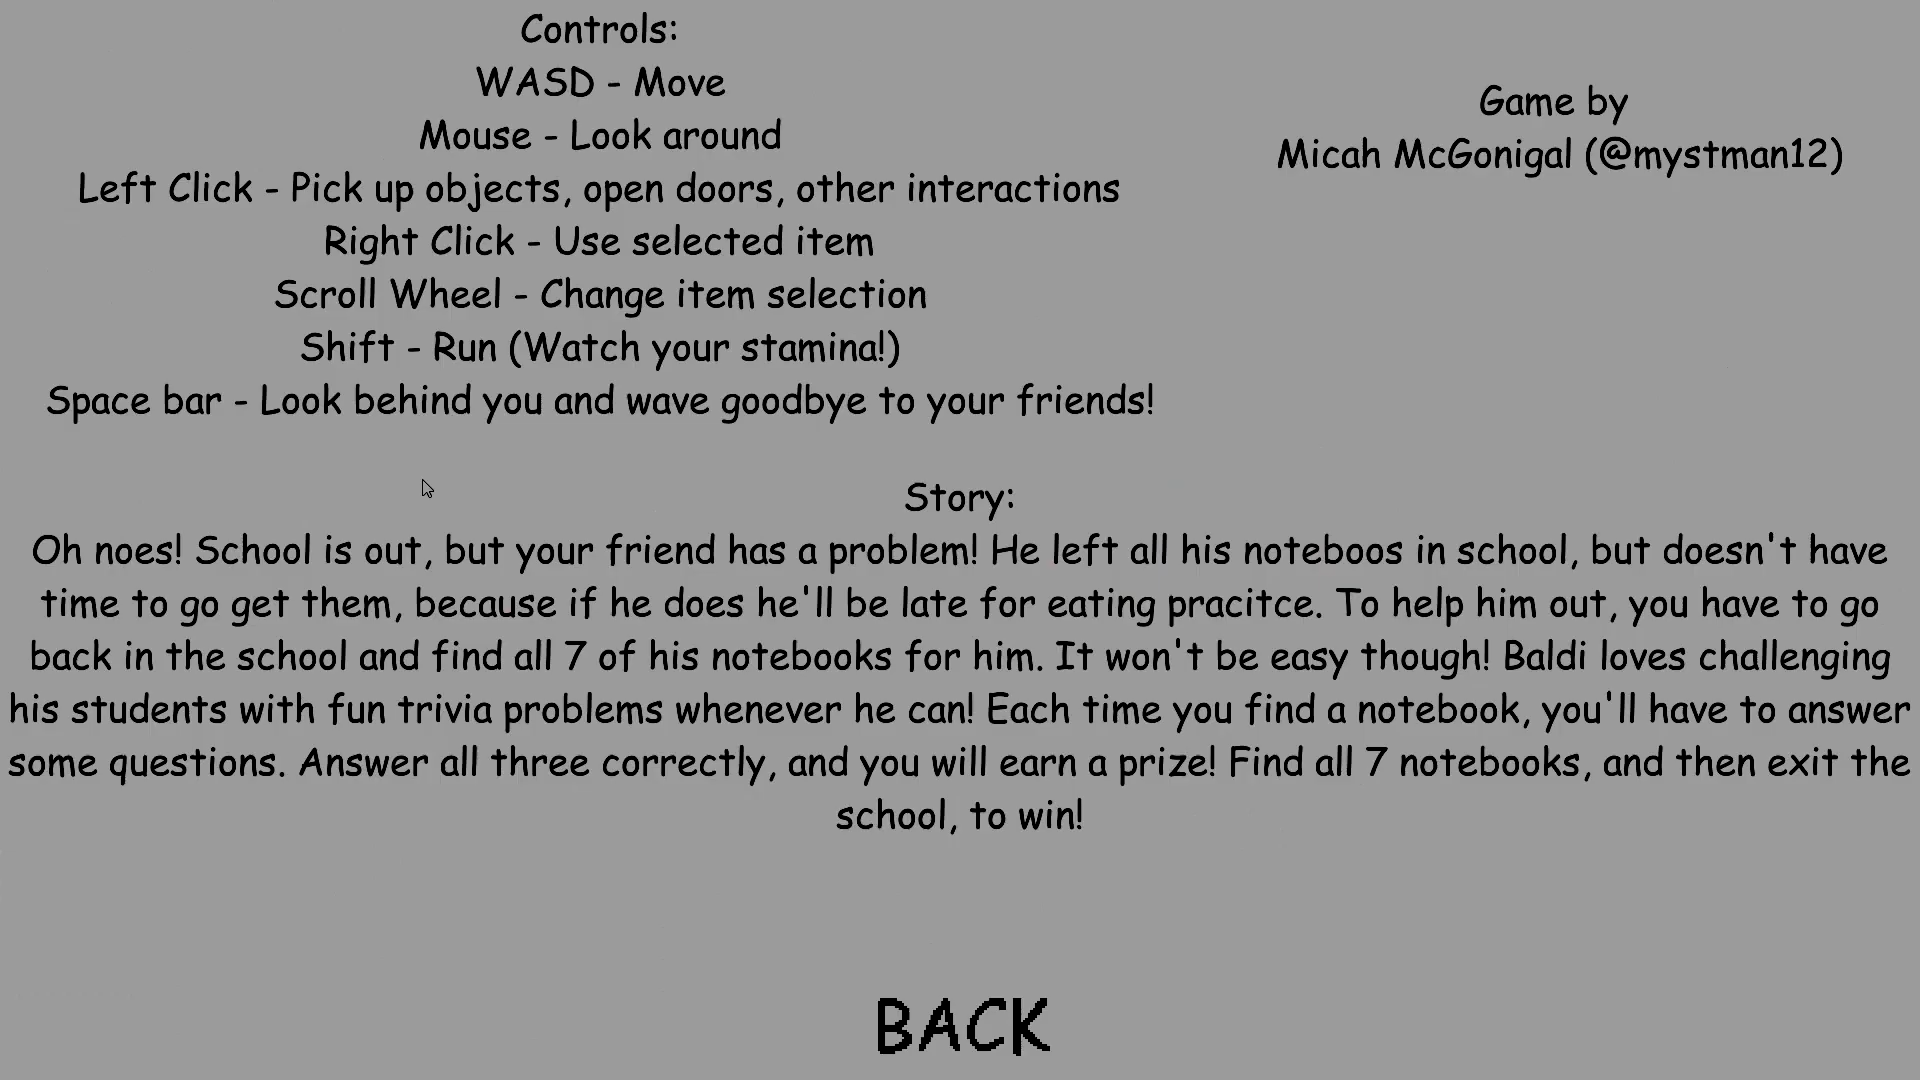 Controls:
WASD - Move
Mouse - Look around
Left Click - Pick up objects, open doors, other interactions
Right Click - Use selected item
Scroll Wheel - Change item selection
Shift - Run (Watch your stamina!)
Space bar - Look behind you and wave goodbye to your friends!
Game by
Micah McGonigal (@mystman12)
Story:
Oh noes! School is out, but your friend has a problem! He left all his noteboos in school, but doesn't have
time to go get them, because if he does he'll be late for eating pracitce. To help him out, you have to go
back in the school and find all 7 of his notebooks for him. It won't be easy though! Baldi loves challenging
his students with fun trivia problems whenever he can! Each time you find a notebook, you'll have to answer
some questions. Answer all three correctly, and you will earn a prize! Find all 7 notebooks, and then exit the
school, to win!
BACK